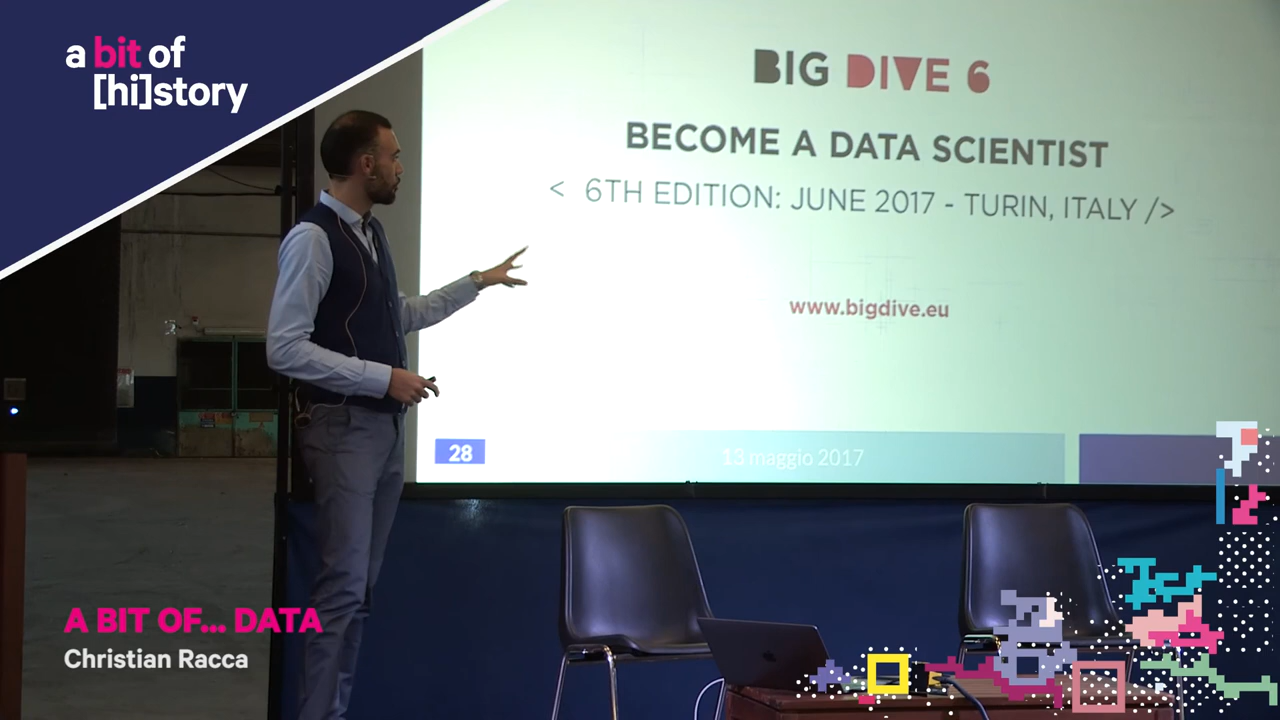 a bit of
[hi]story
BIG DIVE 6
BECOME A DATA SCIENTIST
< 6TH EDITION: JUNE 2017 - TURIN, ITALY />
www.bigdive.eu
28
13 maggio 2017
A BIT OF... DATA
Christian Racca